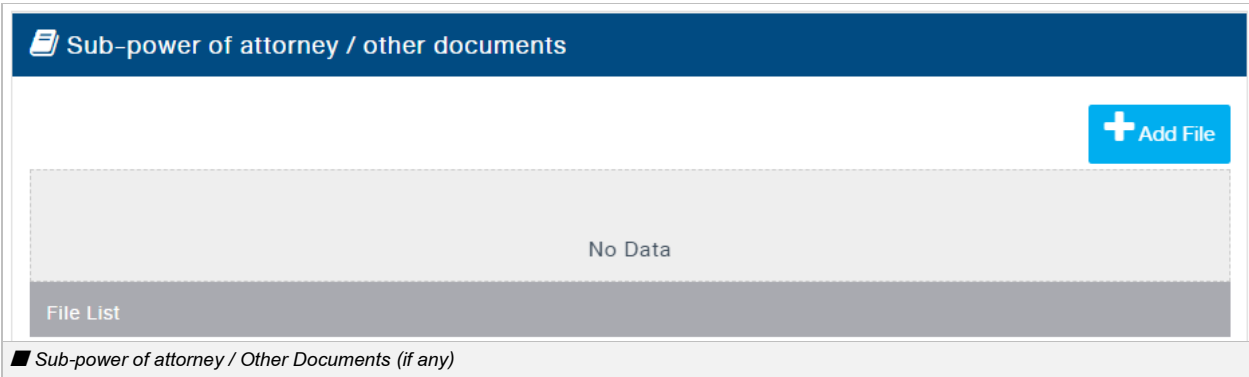 Sub-power of attorney / other documents
Add File
No Data
File List
Sub-power of attorney / Other Documents (if any)